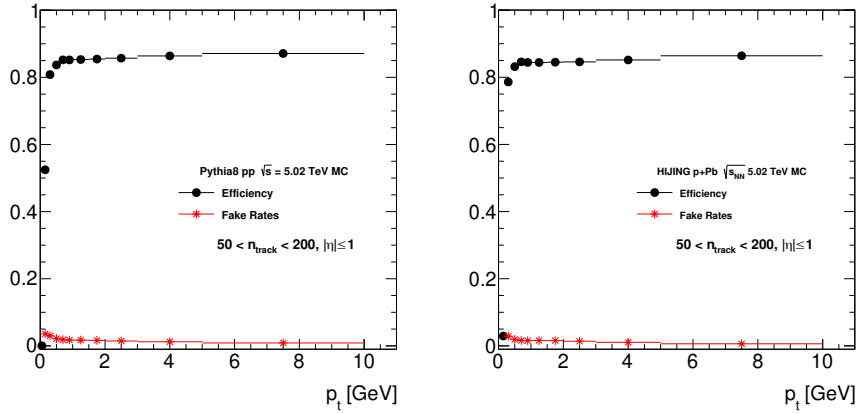 1
0.8
0.6
0.4
0.2
0
Pythia8 pp √s = 5.02 TeV MC
Efficiency
Fake Rates
50 < n_track < 200, |η|≤1
0 2 4 6 8 10
p_t [GeV]
1
0.8
0.6
0.4
0.2
0
HIJING p+Pb √s_NN 5.02 TeV MC
Efficiency
Fake Rates
50 < n_track < 200, |η|≤1
0 2 4 6 8 10
p_t [GeV]